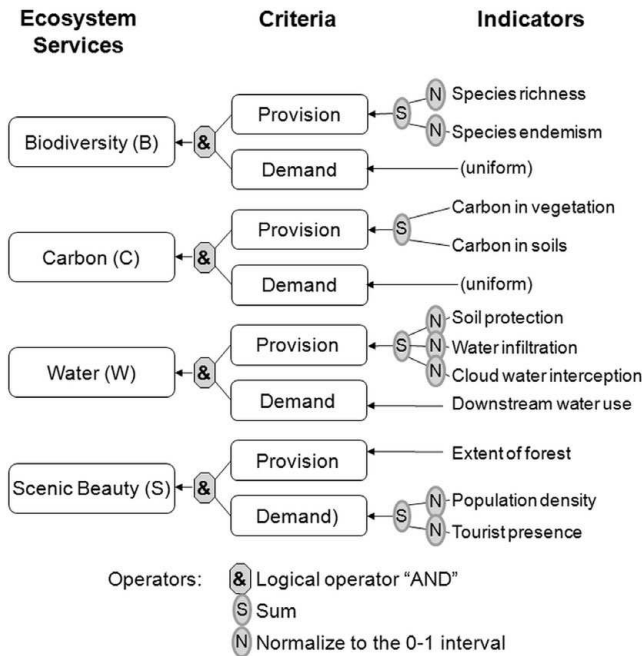 Ecosystem Services
Criteria
Indicators
Biodiversity (B)
&
Provision
S
N
Species richness
N
Species endemism
Demand
(uniform)
Carbon (C)
&
Provision
S
Carbon in vegetation
Carbon in soils
Demand
(uniform)
Water (W)
&
Provision
S
N
Soil protection
N
Water infiltration
N
Cloud water interception
Demand
Downstream water use
Scenic Beauty (S)
&
Provision
Extent of forest
Demand)
S
N
Population density
N
Tourist presence
Operators:
& Logical operator “AND”
S Sum
N Normalize to the 0-1 interval